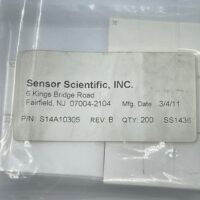 Sensor Scientific, INC.
6 Kings Bridge Road
Fairfield, NJ 07004-2104 Mfg. Date 3/4/11
P/N: S14A10305 REV: B QTY: 200 SS1436